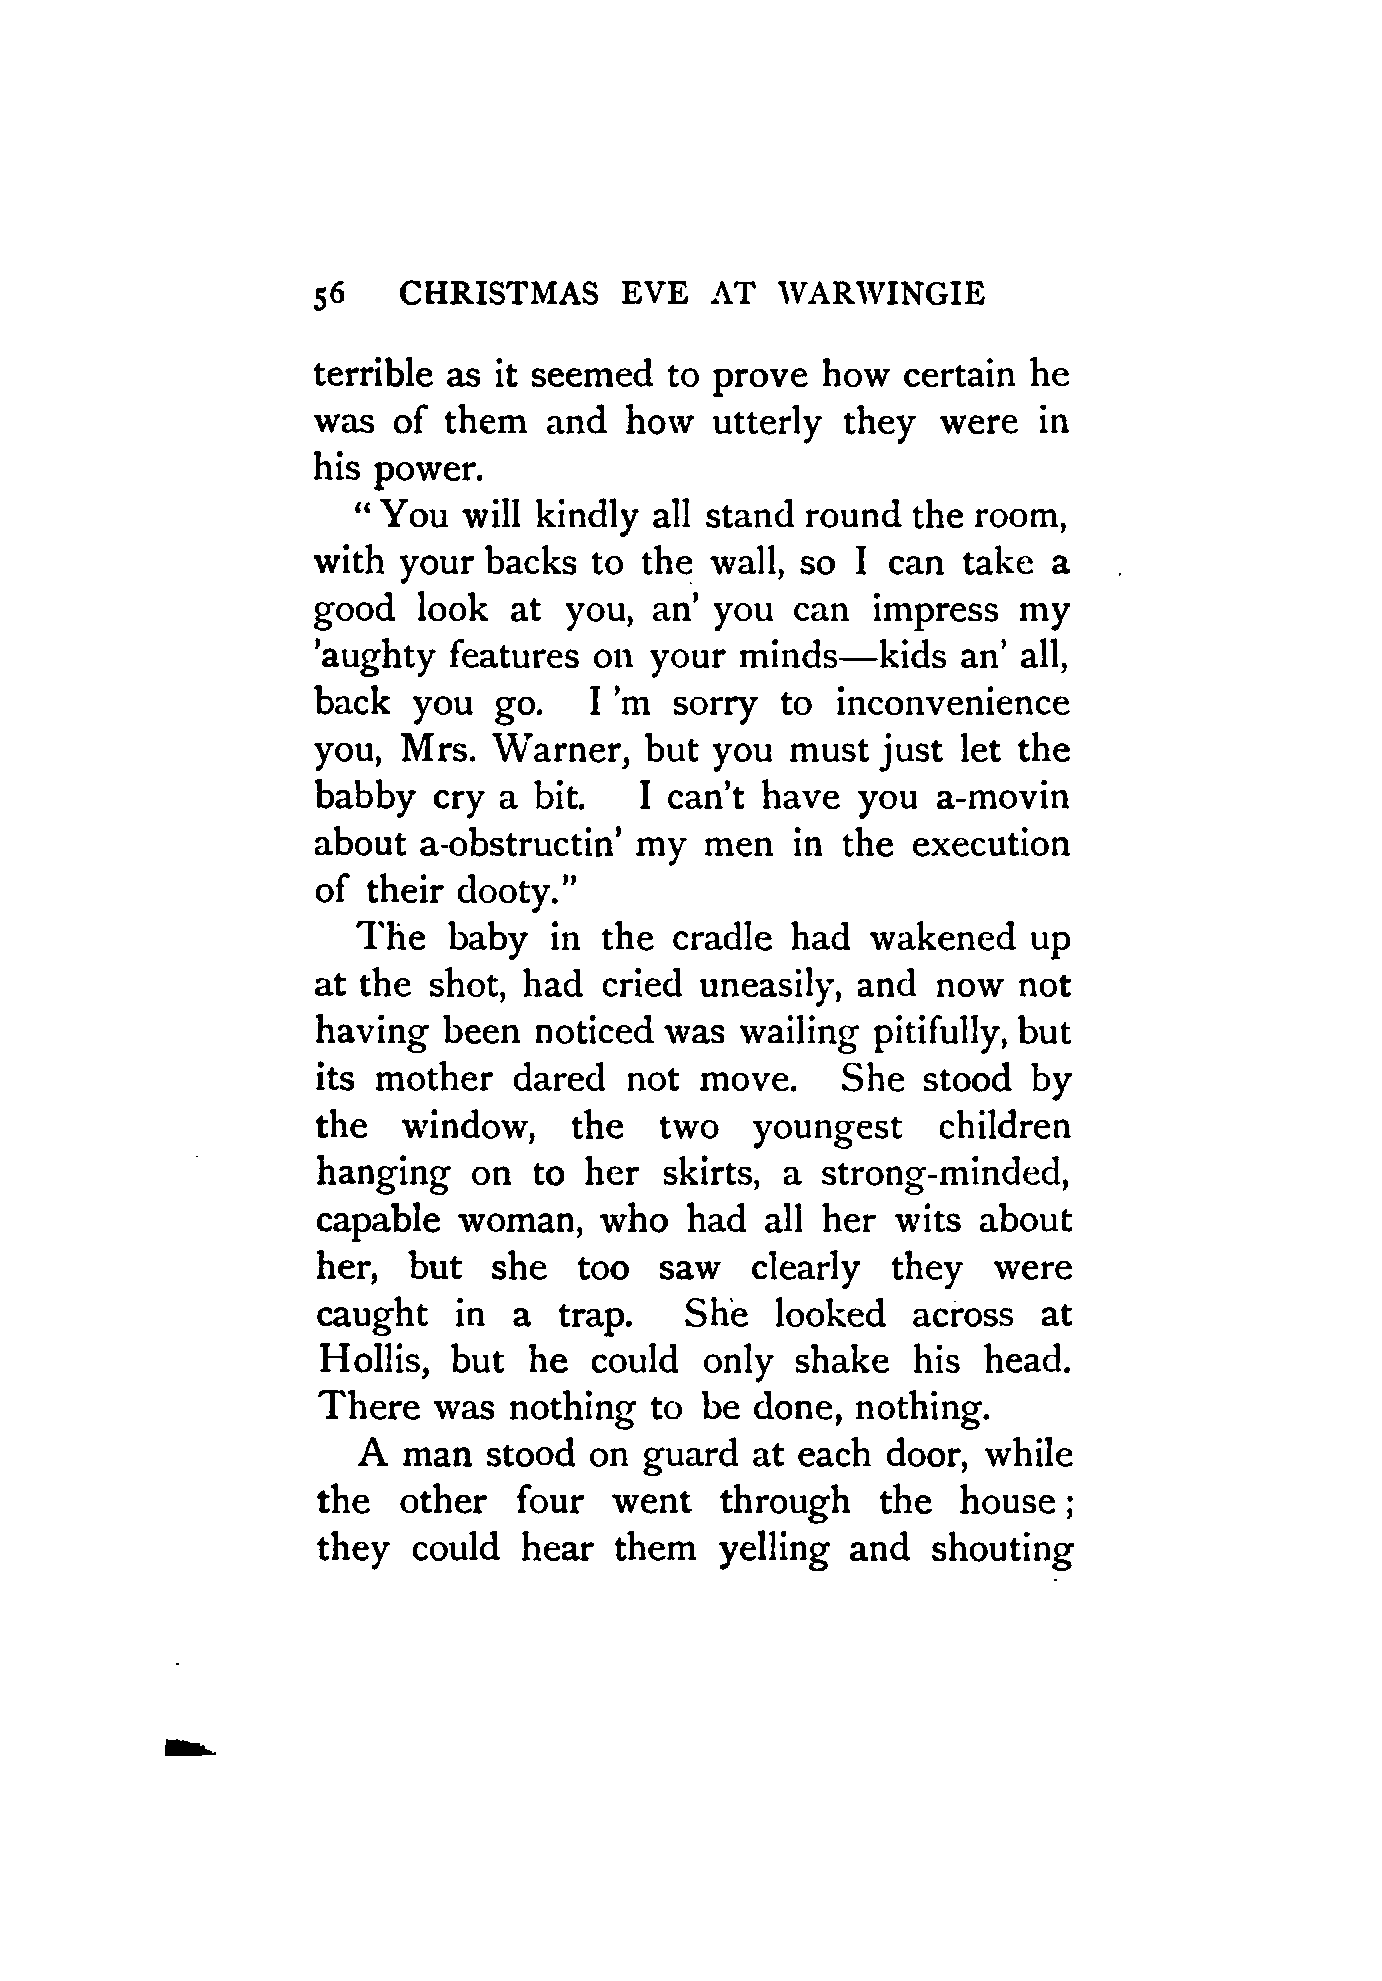 56 CHRISTMAS EVE AT WARWINGIE
terrible as it seemed to prove how certain he
was of them and how utterly they were in
his power.
"You will kindly all stand round the room,
with your backs to the wall, so I can take a
good look at you, an' you can impress my
'aughty features on your minds—kids an' all,
back you go. I 'm sorry to inconvenience
you, Mrs. Warner, but you must just let the
babby cry a bit. I can't have you a-movin
about a-obstructin' my men in the execution
of their dooty."
The baby in the cradle had wakened up
at the shot, had cried uneasily, and now not
having been noticed was wailing pitifully, but
its mother dared not move. She stood by
the window, the two youngest children
hanging on to her skirts, a strong-minded,
capable woman, who had all her wits about
her, but she too saw clearly they were
caught in a trap. She looked across at
Hollis, but he could only shake his head.
There was nothing to be done, nothing.
A man stood on guard at each door, while
the other four went through the house;
they could hear them yelling and shouting